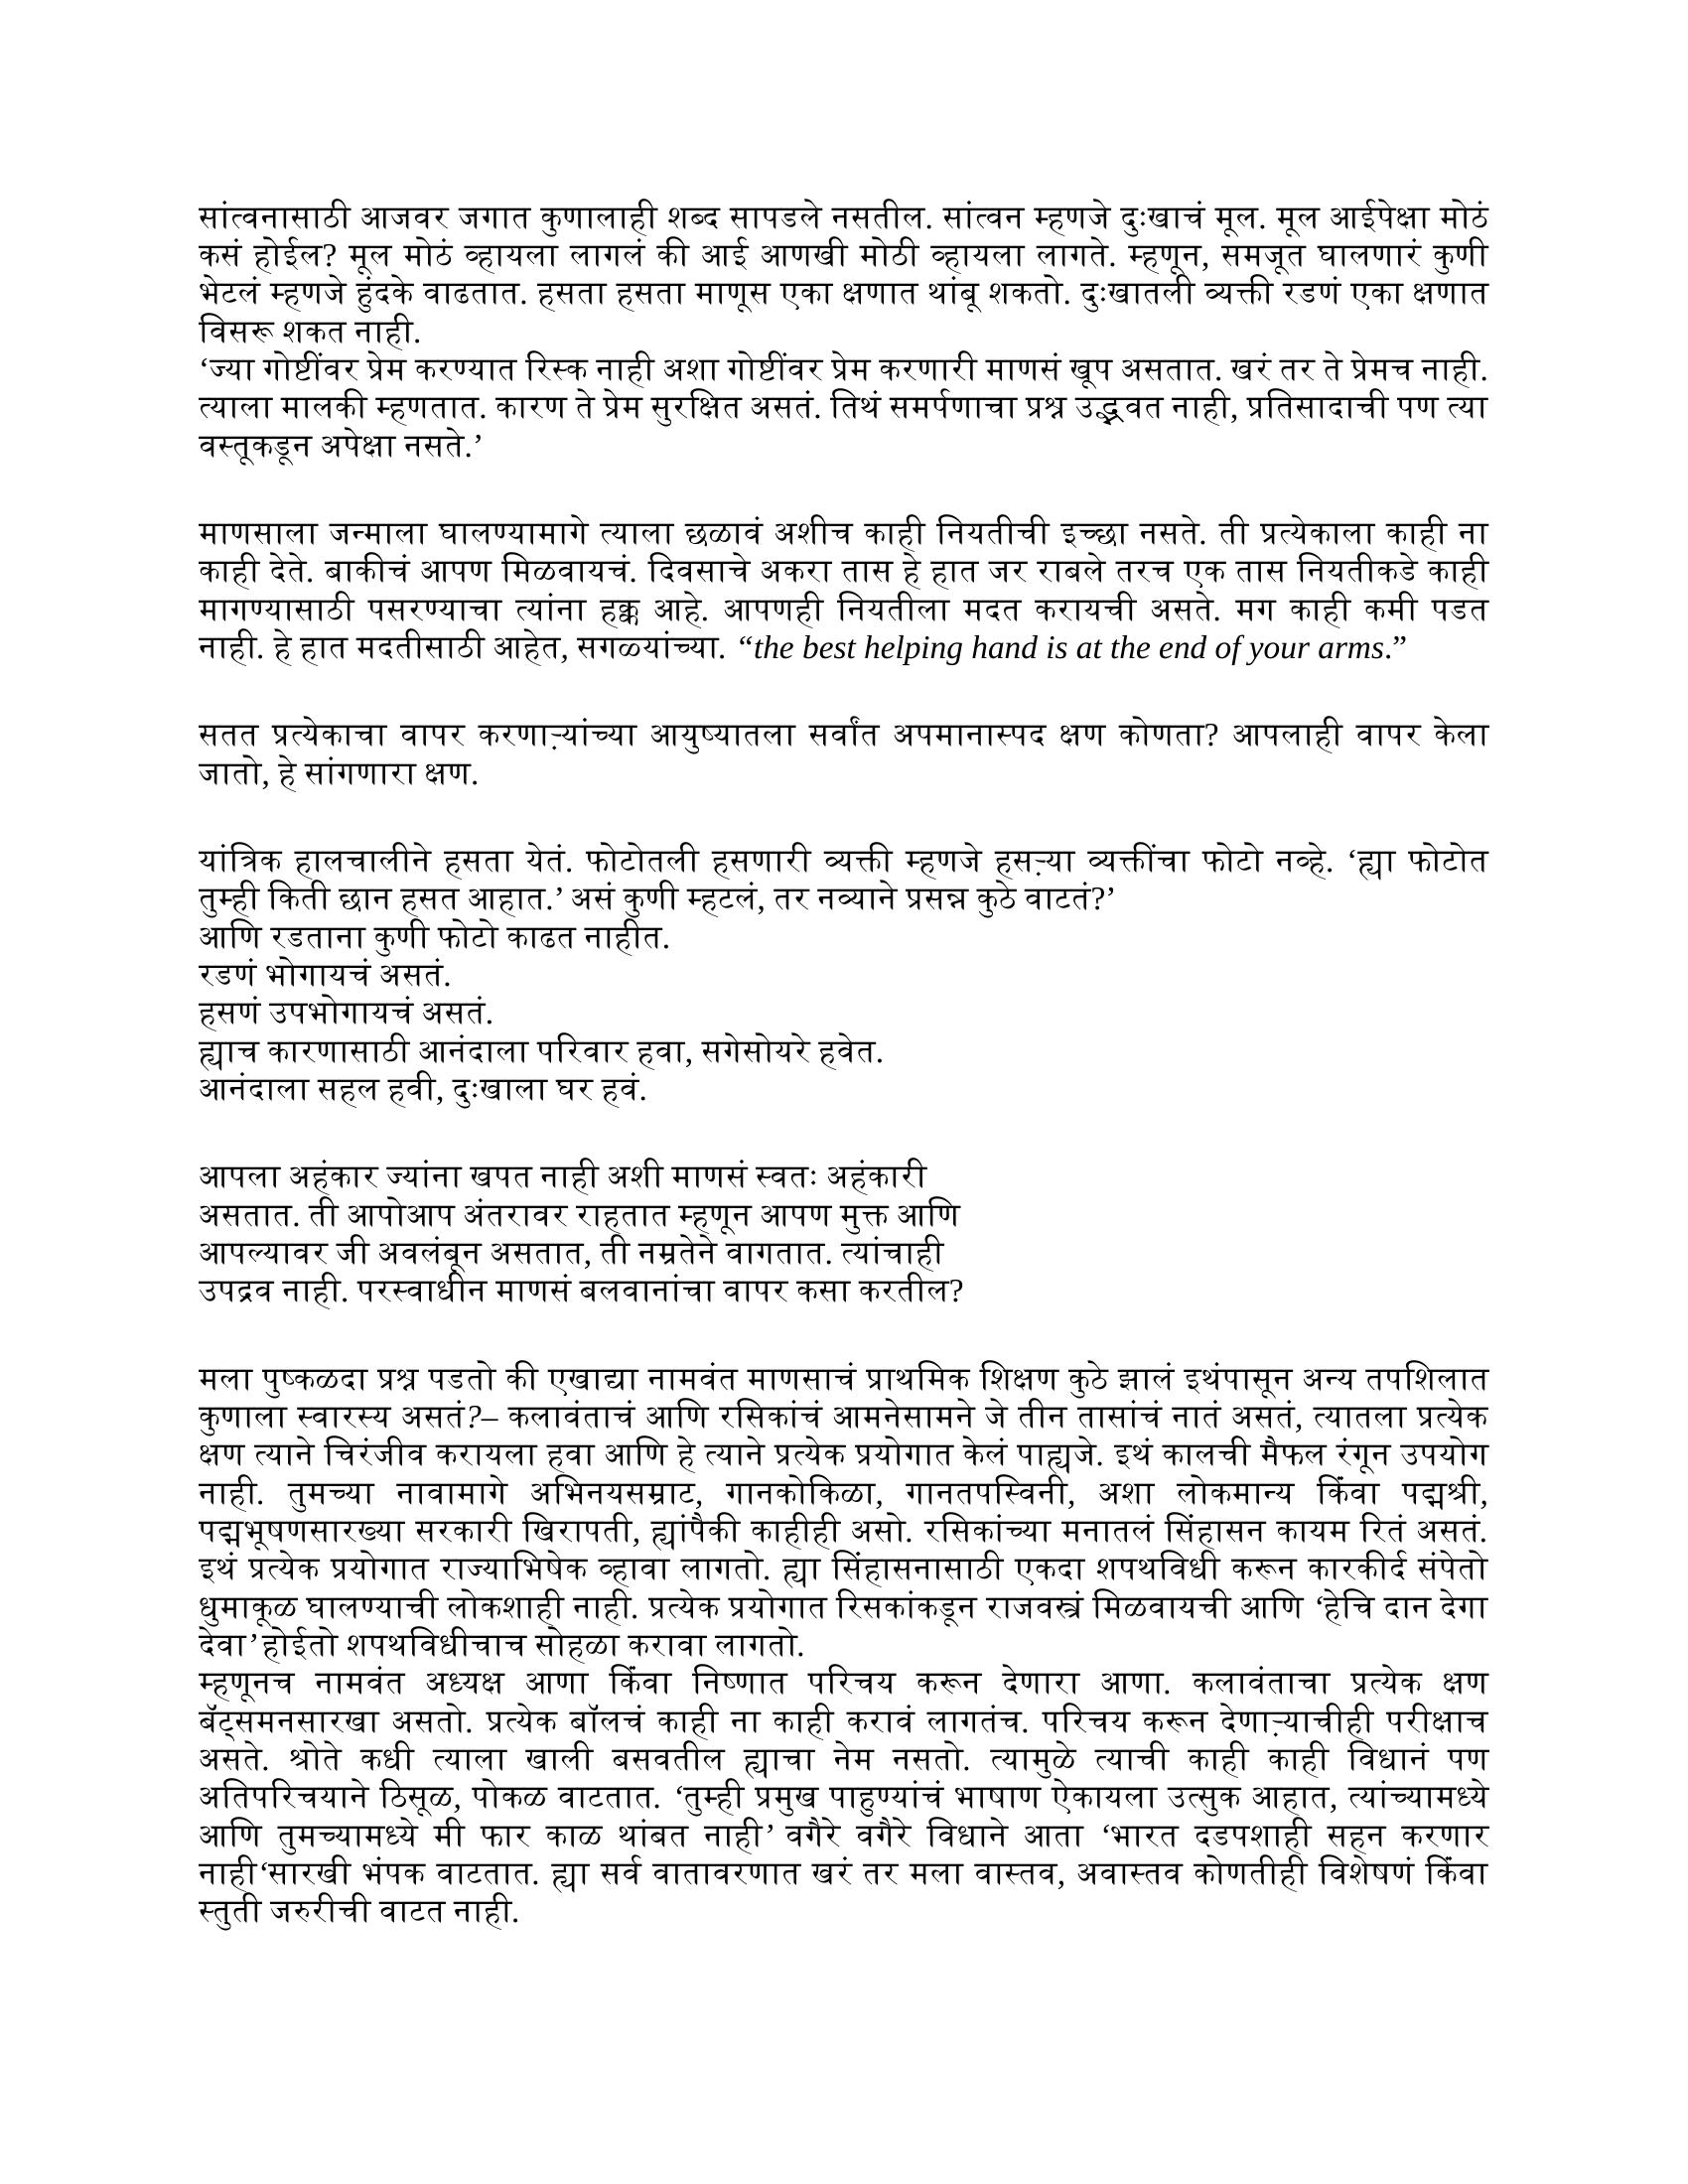 सांत्वनासाठी आजवर जगात कुणालाही शब्द सापडले नसतील. सांत्वन म्हणजे दुःखाचं मूल. मूल आईपेक्षा मोठं
कसं होईल? मूल मोठं व्हायला लागलं की आई आणखी मोठी व्हायला लागते. म्हणून, समजूत घालणारं कुणी
भेटलं म्हणजे हुंदके वाढतात. हसता हसता माणूस एका क्षणात थांबू शकतो. दुःखातली व्यक्ती रडणं एका क्षणात
विसरू शकत नाही.
‘ज्या गोष्टींवर प्रेम करण्यात रिस्क नाही अशा गोष्टींवर प्रेम करणारी माणसं खूप असतात. खरं तर ते प्रेमच नाही.
त्याला मालकी म्हणतात. कारण ते प्रेम सुरक्षित असतं. तिथं समर्पणाचा प्रश्न उद्भवत नाही, प्रतिसादाची पण त्या
वस्तूकडून अपेक्षा नसते.’
माणसाला जन्माला घालण्यामागे त्याला छळावं अशीच काही नियतीची इच्छा नसते. ती प्रत्येकाला काही ना
काही देते. बाकीचं आपण मिळवायचं. दिवसाचे अकरा तास हे हात जर राबले तरच एक तास नियतीकडे काही
मागण्यासाठी पसरण्याचा त्यांना हक्क आहे. आपणही नियतीला मदत करायची असते. मग काही कमी पडत
नाही. हे हात मदतीसाठी आहेत, सगळ्यांच्या. “the best helping hand is at the end of your arms.”
सतत प्रत्येकाचा वापर करणाऱ्यांच्या आयुष्यातला सर्वांत अपमानास्पद क्षण कोणता? आपलाही वापर केला
जातो, हे सांगणारा क्षण.
यांत्रिक हालचालीने हसता येतं. फोटोतली हसणारी व्यक्ती म्हणजे हसऱ्या व्यक्तींचा फोटो नव्हे. ‘ह्या फोटोत
तुम्ही किती छान हसत आहात.’ असं कुणी म्हटलं, तर नव्याने प्रसन्न कुठे वाटतं?’
आणि रडताना कुणी फोटो काढत नाहीत.
रडणं भोगायचं असतं.
हसणं उपभोगायचं असतं.
ह्याच कारणासाठी आनंदाला परिवार हवा, सगेसोयरे हवेत.
आनंदाला सहल हवी, दुःखाला घर हवं.
आपला अहंकार ज्यांना खपत नाही अशी माणसं स्वतः अहंकारी
असतात. ती आपोआप अंतरावर राहतात म्हणून आपण मुक्त आणि
आपल्यावर जी अवलंबून असतात, ती नम्रतेने वागतात. त्यांचाही
उपद्रव नाही. परस्वाधीन माणसं बलवानांचा वापर कसा करतील?
मला पुष्कळदा प्रश्न पडतो की एखाद्या नामवंत माणसाचं प्राथमिक शिक्षण कुठे झालं इथंपासून अन्य तपशिलात
कुणाला स्वारस्य असतं?– कलावंताचं आणि रसिकांचं आमनेसामने जे तीन तासांचं नातं असतं, त्यातला प्रत्येक
क्षण त्याने चिरंजीव करायला हवा आणि हे त्याने प्रत्येक प्रयोगात केलं पाह्यजे. इथं कालची मैफल रंगून उपयोग
नाही. तुमच्या नावामागे अभिनयसम्राट, गानकोकिळा, गानतपस्विनी, अशा लोकमान्य किंवा पद्मश्री,
पद्मभूषणसारख्या सरकारी खिरापती, ह्यांपैकी काहीही असो. रसिकांच्या मनातलं सिंहासन कायम रितं असतं.
इथं प्रत्येक प्रयोगात राज्याभिषेक व्हावा लागतो. ह्या सिंहासनासाठी एकदा शपथविधी करून कारकीर्द संपेतो
धुमाकूळ घालण्याची लोकशाही नाही. प्रत्येक प्रयोगात रिसकांकडून राजवस्त्रं मिळवायची आणि ‘हेचि दान देगा
देवा’ होईतो शपथविधीचाच सोहळा करावा लागतो.
म्हणूनच नामवंत अध्यक्ष आणा किंवा निष्णात परिचय करून देणारा आणा. कलावंताचा प्रत्येक क्षण
बॅट्समनसारखा असतो. प्रत्येक बॉलचं काही ना काही करावं लागतंच. परिचय करून देणाऱ्याचीही परीक्षाच
असते. श्रोते कधी त्याला खाली बसवतील ह्याचा नेम नसतो. त्यामुळे त्याची काही काही विधानं पण
अतिपरिचयाने ठिसूळ, पोकळ वाटतात. ‘तुम्ही प्रमुख पाहुण्यांचं भाषाण ऐकायला उत्सुक आहात, त्यांच्यामध्ये
आणि तुमच्यामध्ये मी फार काळ थांबत नाही’ वगैरे वगैरे विधाने आता ‘भारत दडपशाही सहन करणार
नाही‘सारखी भंपक वाटतात. ह्या सर्व वातावरणात खरं तर मला वास्तव, अवास्तव कोणतीही विशेषणं किंवा
स्तुती जरुरीची वाटत नाही.